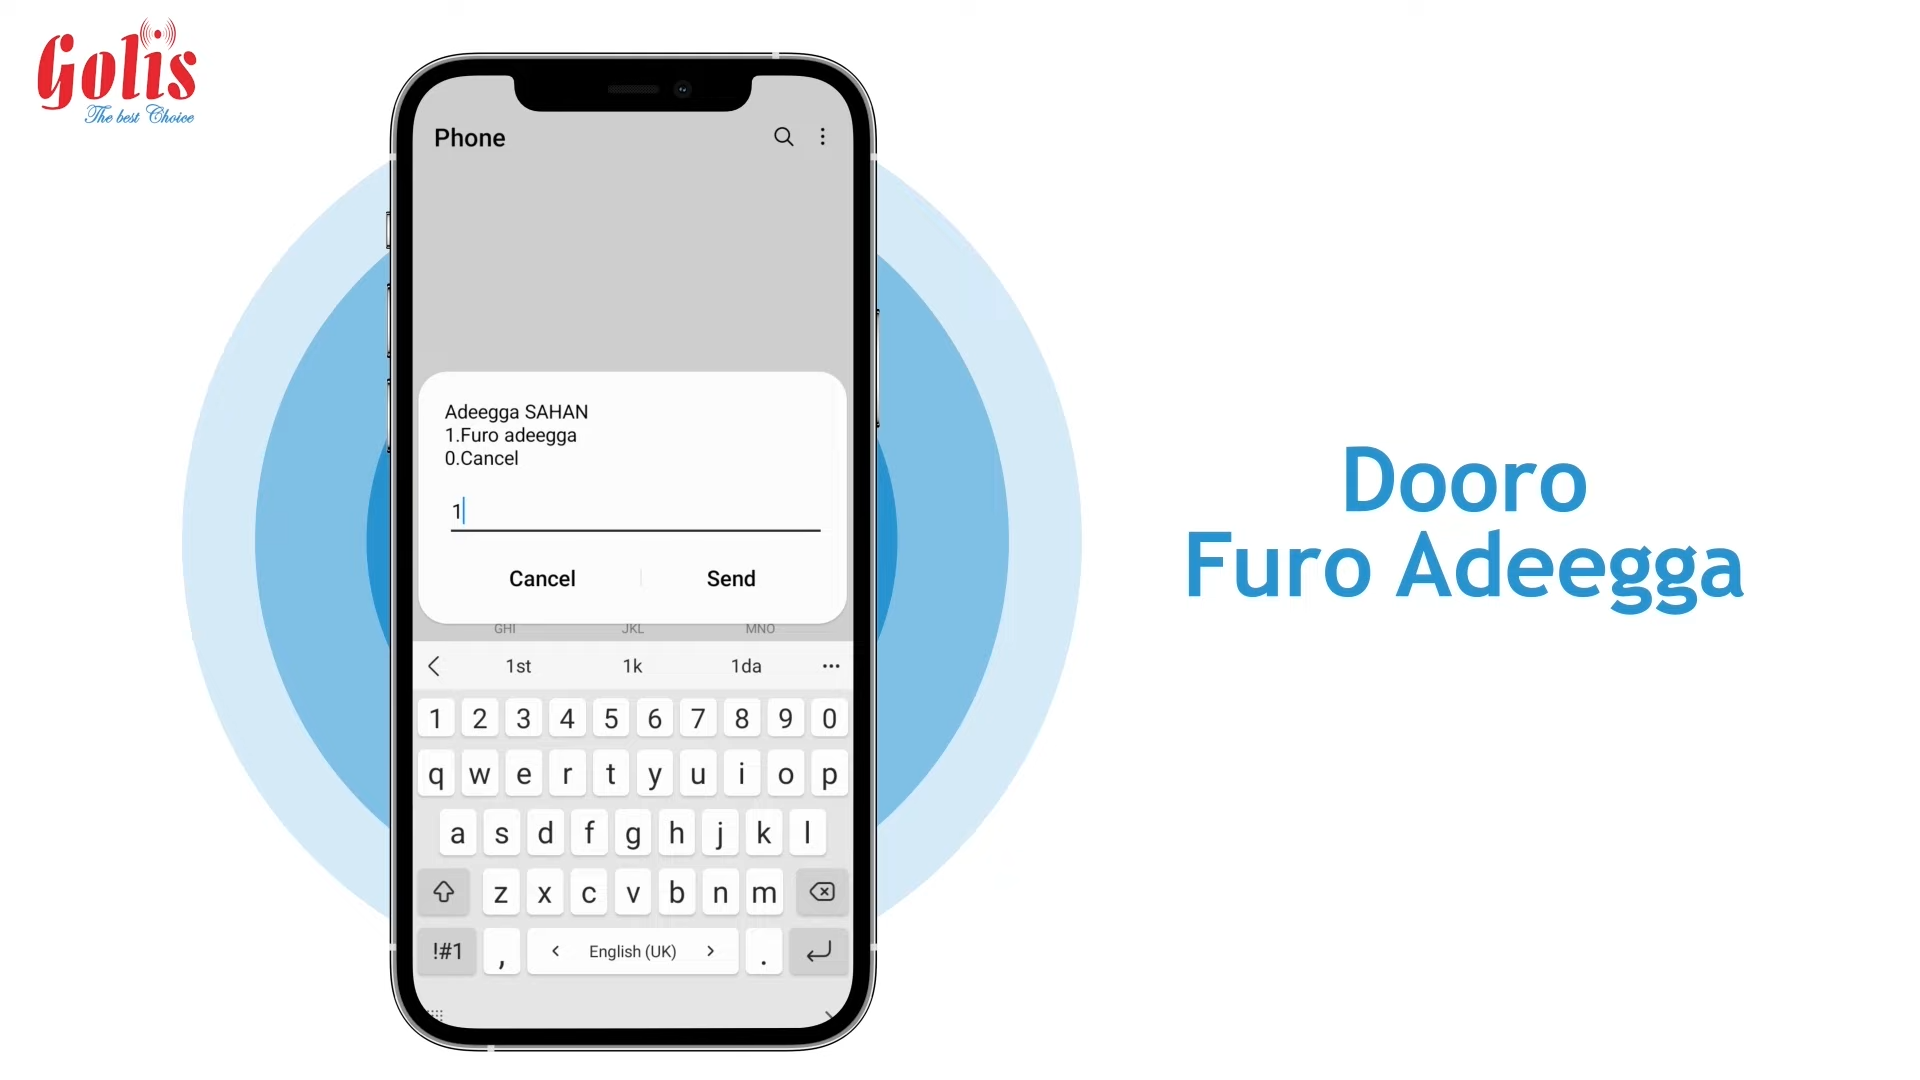 Golis
The best Choice
Phone
Adeegga SAHAN
1.Furo adeegga
0.Cancel
1
Cancel Send
GHI JKL MNO
1st 1k 1da
1 2 3 4 5 6 7 8 9 0
q w e r t y u i o p
a s d f g h j k l
z x c v b n m
!#1 , < English (UK) > .
Dooro
Furo Adeegga